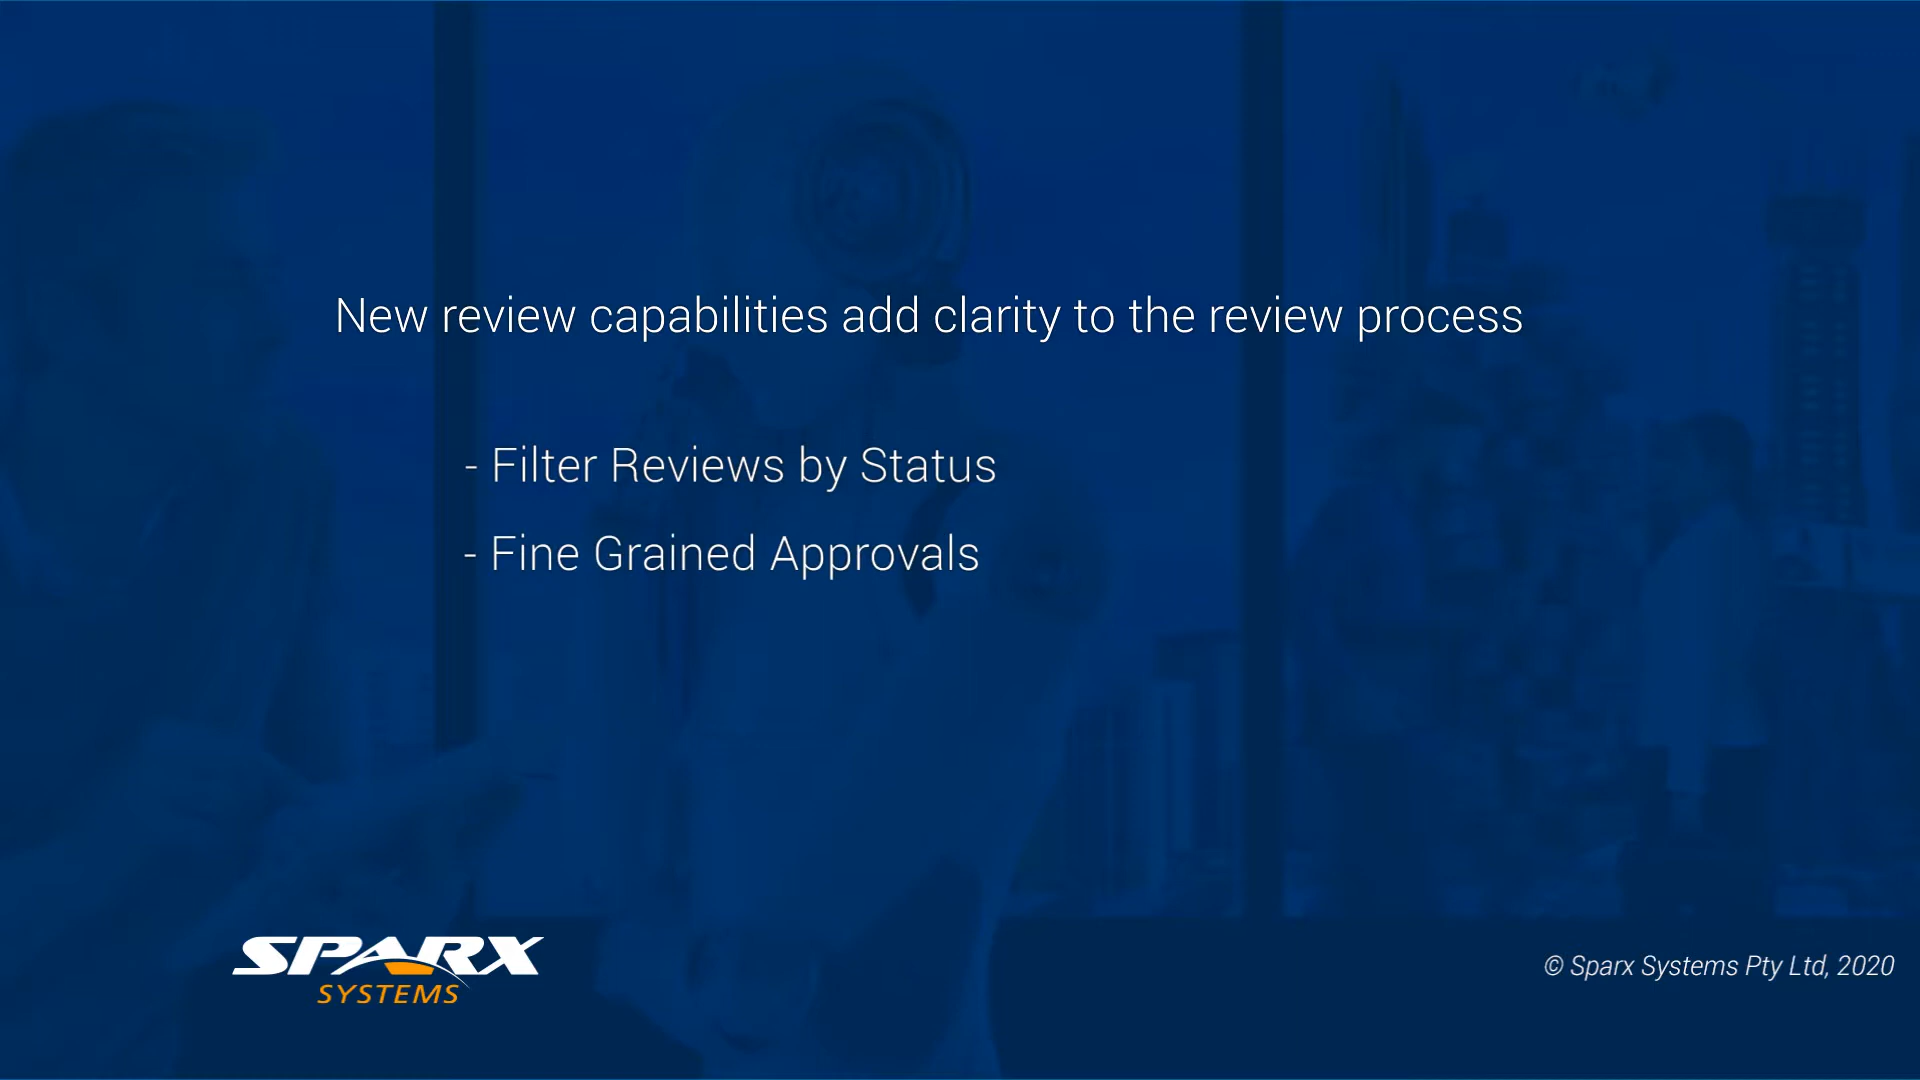 New review capabilities add clarity to the review process
- Filter Reviews by Status
- Fine Grained Approvals
SPARX
SYSTEMS
© Sparx Systems Pty Ltd, 2020